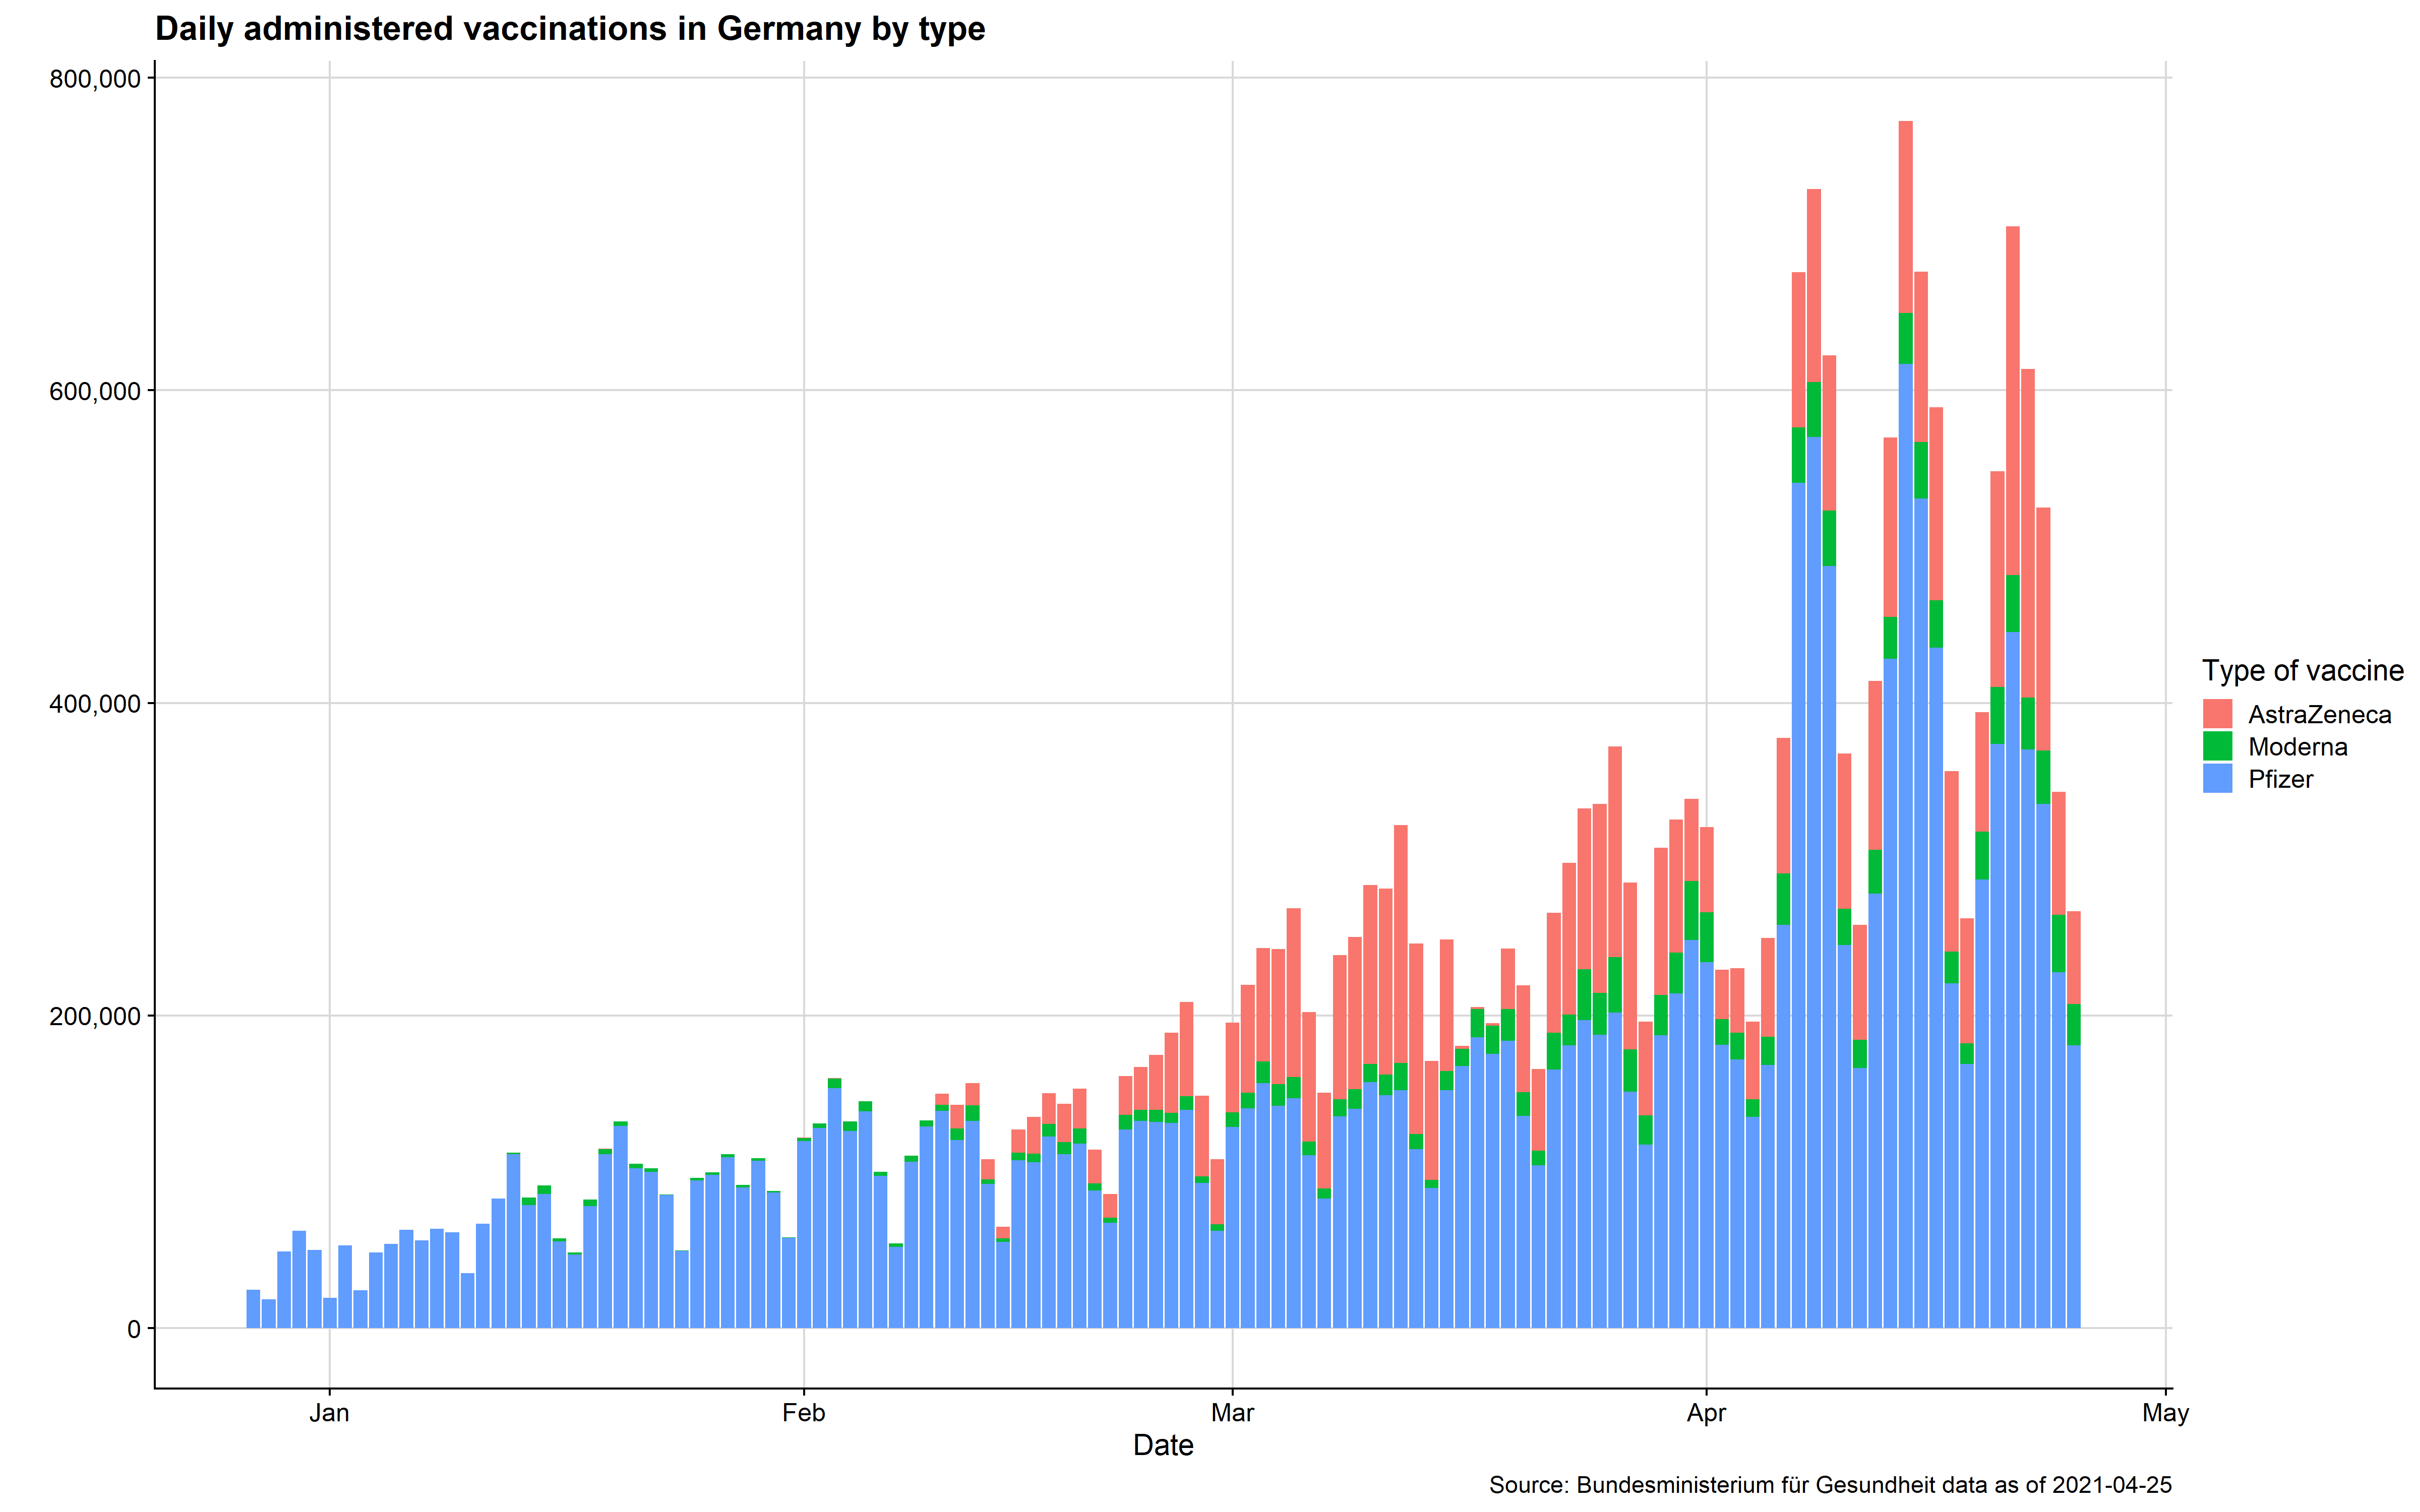 Daily administered vaccinations in Germany by type
800,000
600,000
400,000
200,000
0
Jan Feb Mar Apr May
Date
Type of vaccine
AstraZeneca
Moderna
Pfizer
Source: Bundesministerium für Gesundheit data as of 2021-04-25